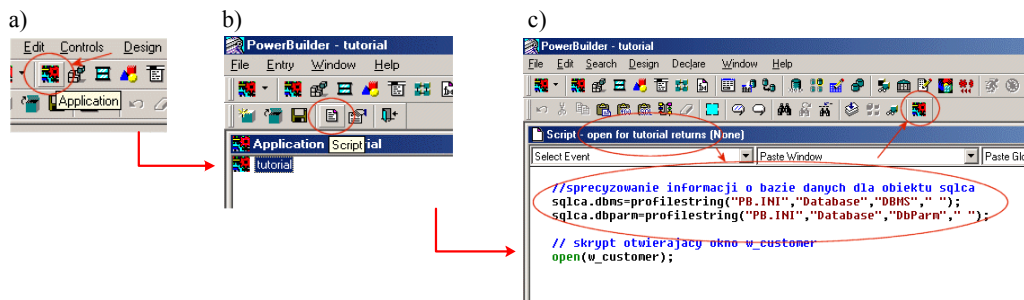 a)
Edit Controls Design
Application
b)
PowerBuilder - tutorial
File Entry Window Help
Application
Script
ial
tutorial
c)
PowerBuilder - tutorial
File Edit Search Design Declare Window Help
Script - open for tutorial returns (None)
Select Event
Paste Window
Paste Glo
//sprecyzowanie informacji o bazie danych dla obiektu sqlca
sqlca.dbms=profilestring("PB.INI","Database","DBMS"," ");
sqlca.dbparm=profilestring("PB.INI","Database","DbParm"," ");
// skrypt otwierajacy okno w_customer
open(w_customer);